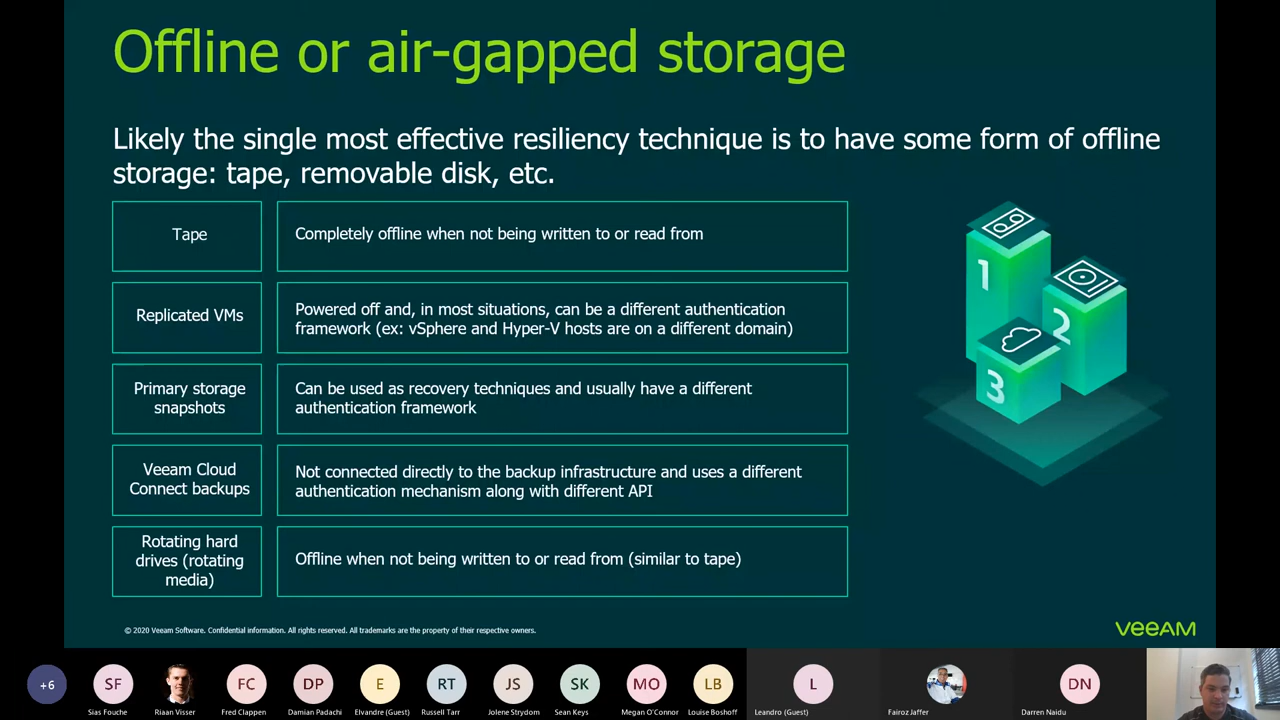 Offline or air-gapped storage
Likely the single most effective resiliency technique is to have some form of offline
storage: tape, removable disk, etc.
Tape
Completely offline when not being written to or read from
Replicated VMs
Powered off and, in most situations, can be a different authentication
framework (ex: vSphere and Hyper-V hosts are on a different domain)
Primary storage
snapshots
Can be used as recovery techniques and usually have a different
authentication framework
Veeam Cloud
Connect backups
Not connected directly to the backup infrastructure and uses a different
authentication mechanism along with different API
Rotating hard
drives (rotating
media)
Offline when not being written to or read from (similar to tape)
1
2
3
© 2020 Veeam Software. Confidential information. All rights reserved. All trademarks are the property of their respective owners.
VEEAM
+6
SF
FC
DP
E
RT
JS
SK
MO
LB
L
DN
Sias Fouche
Riaan Visser
Fred Clappen
Damian Padachi
Elvandre (Guest)
Russell Tarr
Jolene Strydom
Sean Keys
Megan O'Connor
Louise Boshoff
Leandro (Guest)
Fairoz Jaffer
Darren Naidu